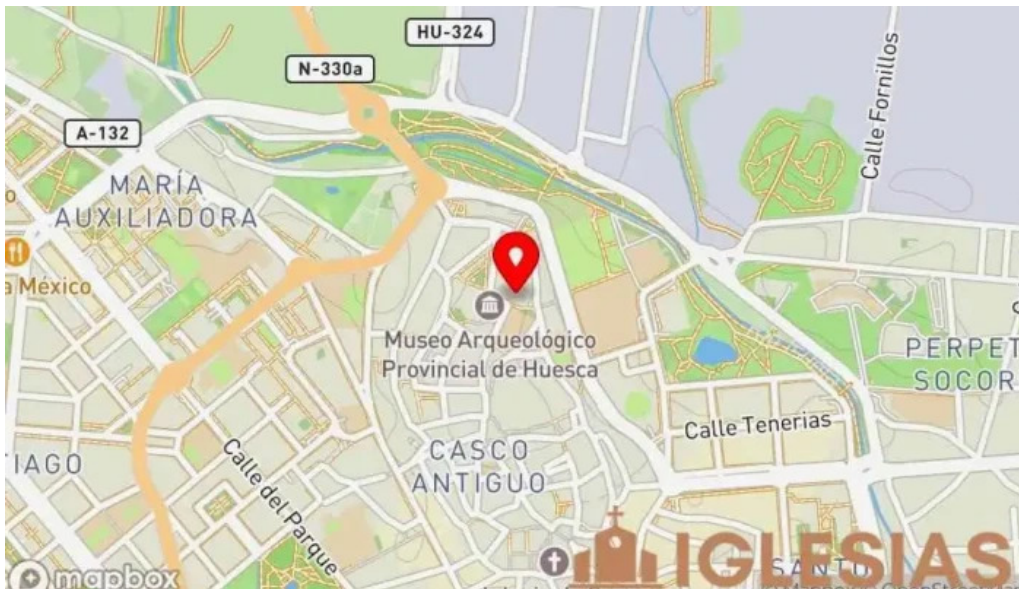 HU-324
N-330a
Calle Fornillos
A-132
MARÍA
AUXILIADORA
a México
Museo Arqueológico
Provincial de Huesca
PERPET
SOCOR
Calle Tenerias
CASCO
ANTIGUO
IAGO
Calle del Parque
IGLESIAS
mapbox